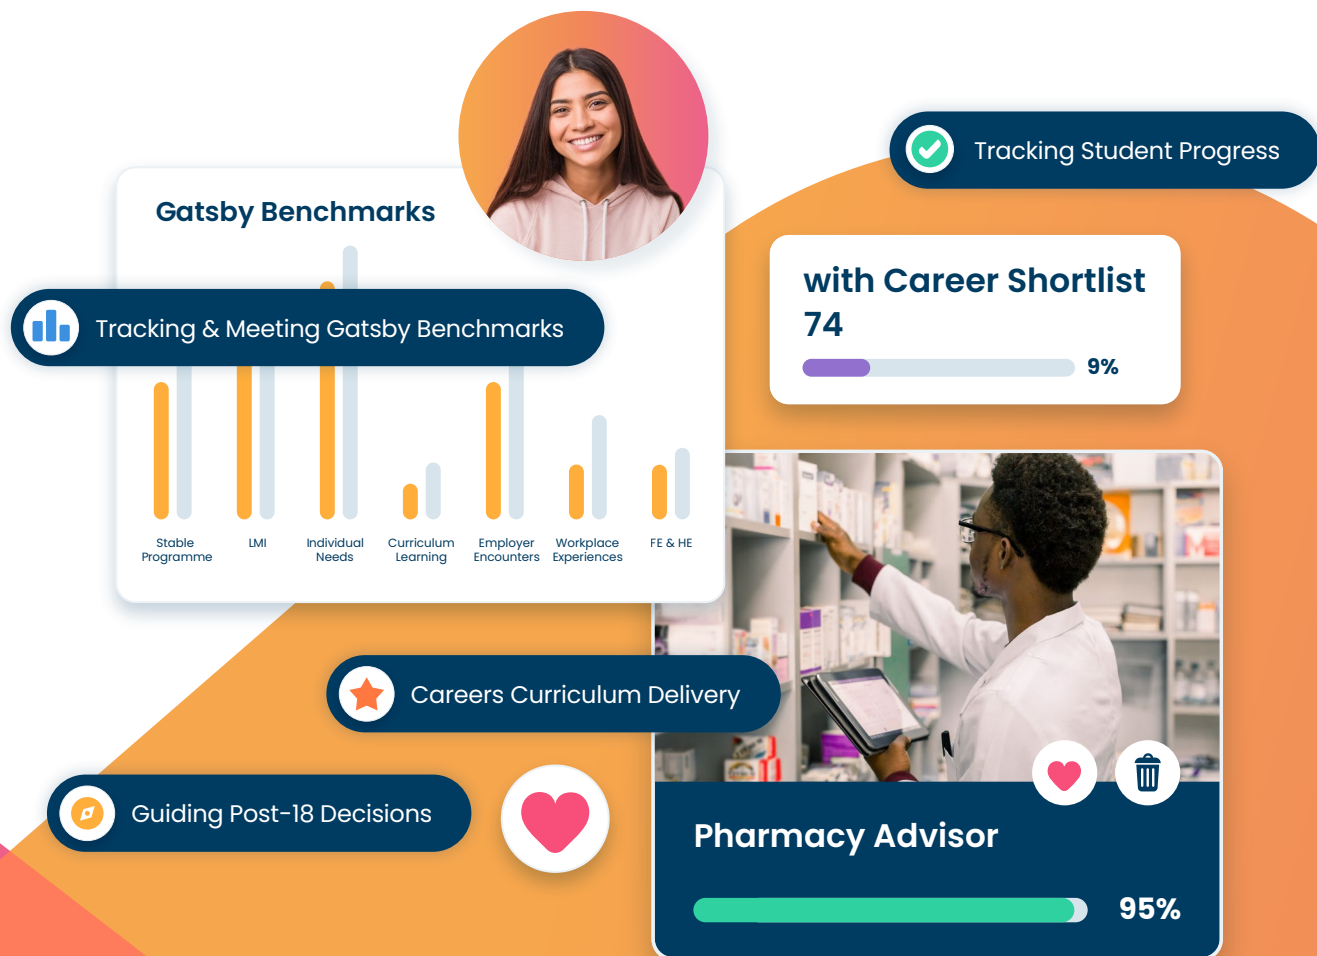 Tracking Student Progress
Gatsby Benchmarks
with Career Shortlist
74
9%
Tracking & Meeting Gatsby Benchmarks
Stable
Programme
LMI
Individual
Needs
Curriculum
Learning
Employer
Encounters
Workplace
Experiences
FE & HE
Careers Curriculum Delivery
Guiding Post-18 Decisions
Pharmacy Advisor
95%